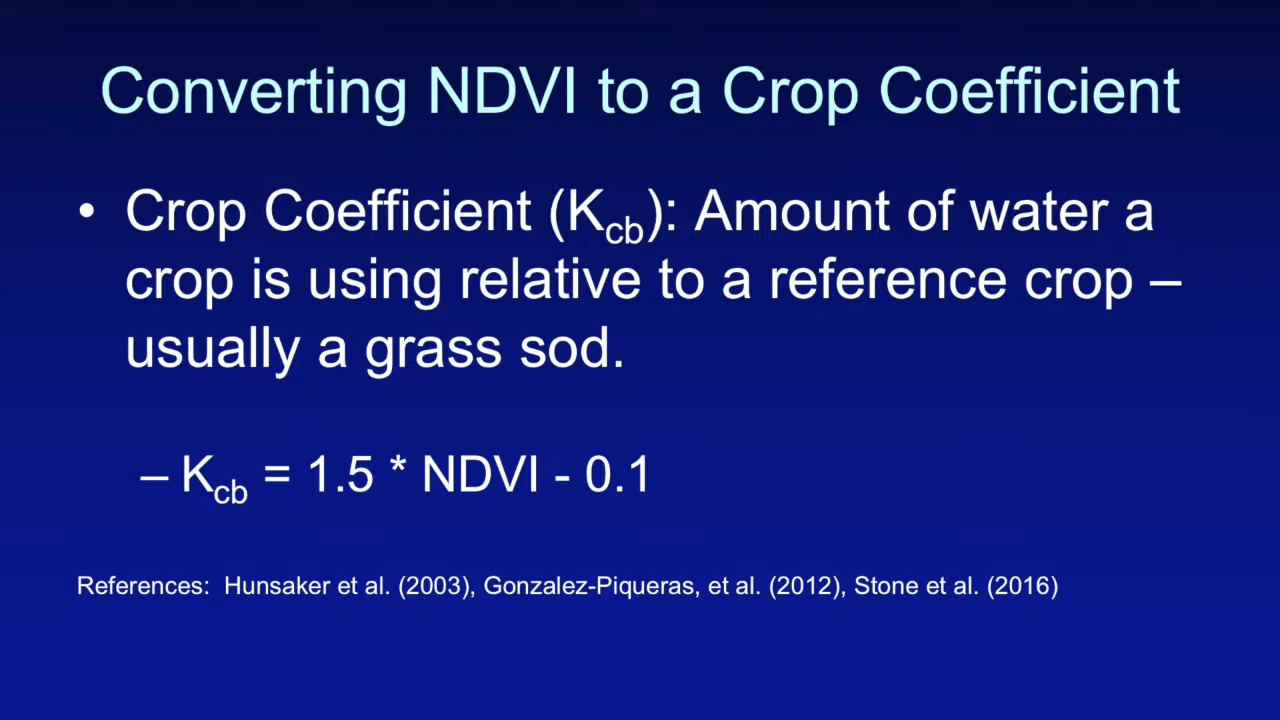 Converting NDVI to a Crop Coefficient
• Crop Coefficient (Kcb): Amount of water a
crop is using relative to a reference crop –
usually a grass sod.
– Kcb = 1.5 * NDVI - 0.1
References: Hunsaker et al. (2003), Gonzalez-Piqueras, et al. (2012), Stone et al. (2016)